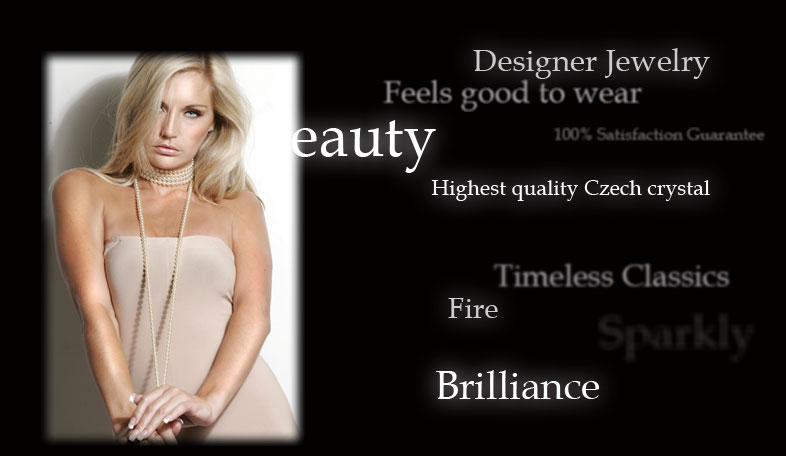 Designer Jewelry
Feels good to wear
eauty
100% Satisfaction Guarantee
Highest quality Czech crystal
Timeless Classics
Fire
Sparkly
Brilliance